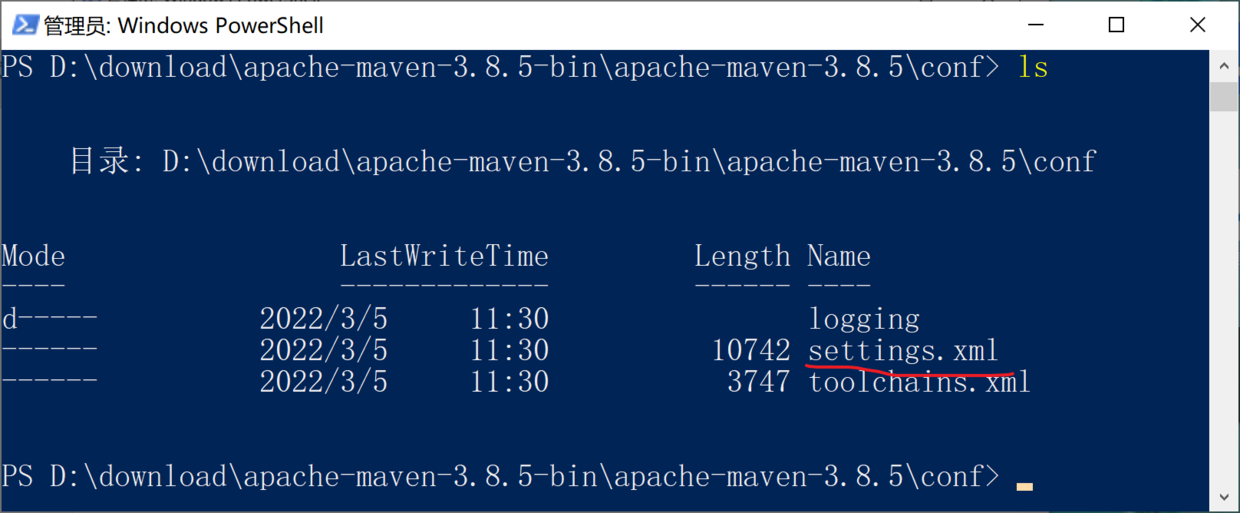 管理员: Windows PowerShell
PS D:\download\apache-maven-3.8.5-bin\apache-maven-3.8.5\conf> ls
目录: D:\download\apache-maven-3.8.5-bin\apache-maven-3.8.5\conf
Mode LastWriteTime Length Name
---- ------------- ------ ----
d----- 2022/3/5 11:30 logging
------ 2022/3/5 11:30 10742 settings.xml
------ 2022/3/5 11:30 3747 toolchains.xml
PS D:\download\apache-maven-3.8.5-bin\apache-maven-3.8.5\conf>